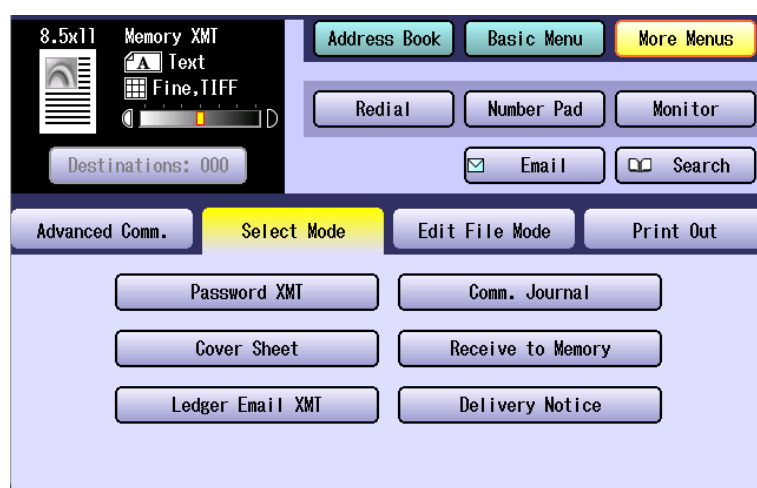 8.5x11 Memory XMT
A Text
Fine,TIFF
Destinations: 000
Address Book Basic Menu More Menus
Redial Number Pad Monitor
Email Search
Advanced Comm. Select Mode Edit File Mode Print Out
Password XMT Comm. Journal
Cover Sheet Receive to Memory
Ledger Email XMT Delivery Notice